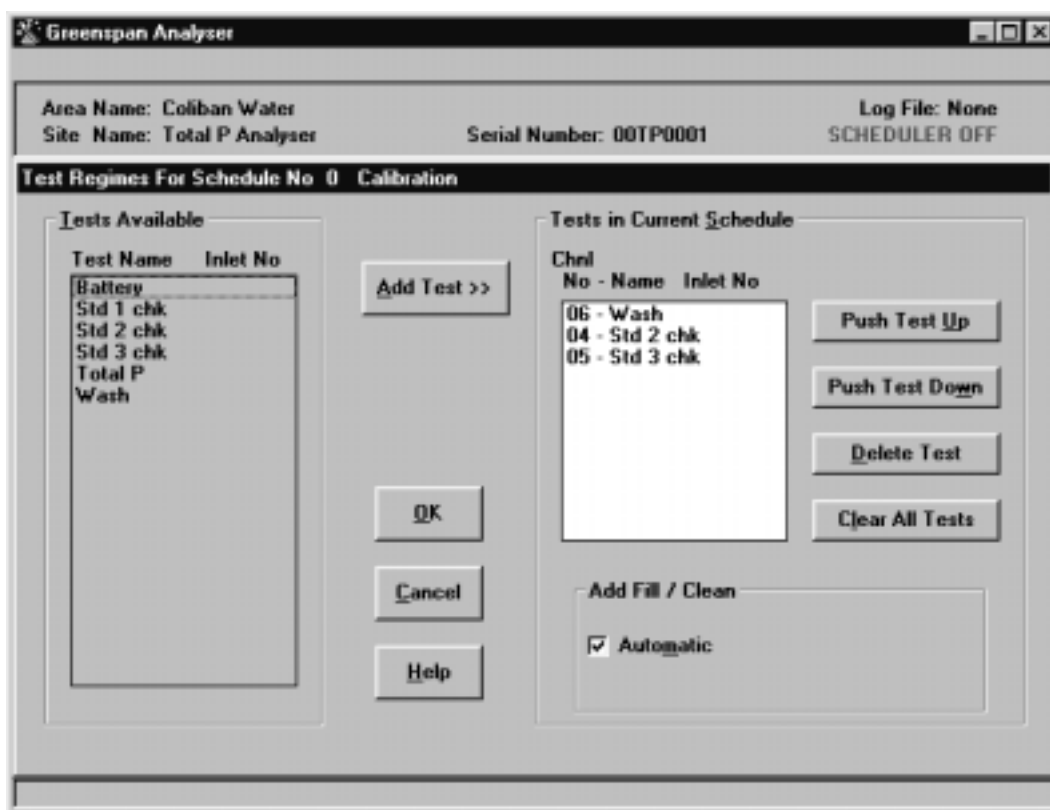 Greenspan Analyser
Area Name: Coliban Water
Log File: None
Site Name: Total P Analyser
Serial Number: 00TP0001
SCHEDULER OFF
Test Regimes For Schedule No 0 Calibration
Tests Available
Test Name Inlet No
Battery
Std 1 chk
Std 2 chk
Std 3 chk
Total P
Wash
Add Test >>
OK
Cancel
Help
Tests in Current Schedule
Chnl
No - Name Inlet No
06 - Wash
04 - Std 2 chk
05 - Std 3 chk
Push Test Up
Push Test Down
Delete Test
Clear All Tests
Add Fill / Clean
Automatic